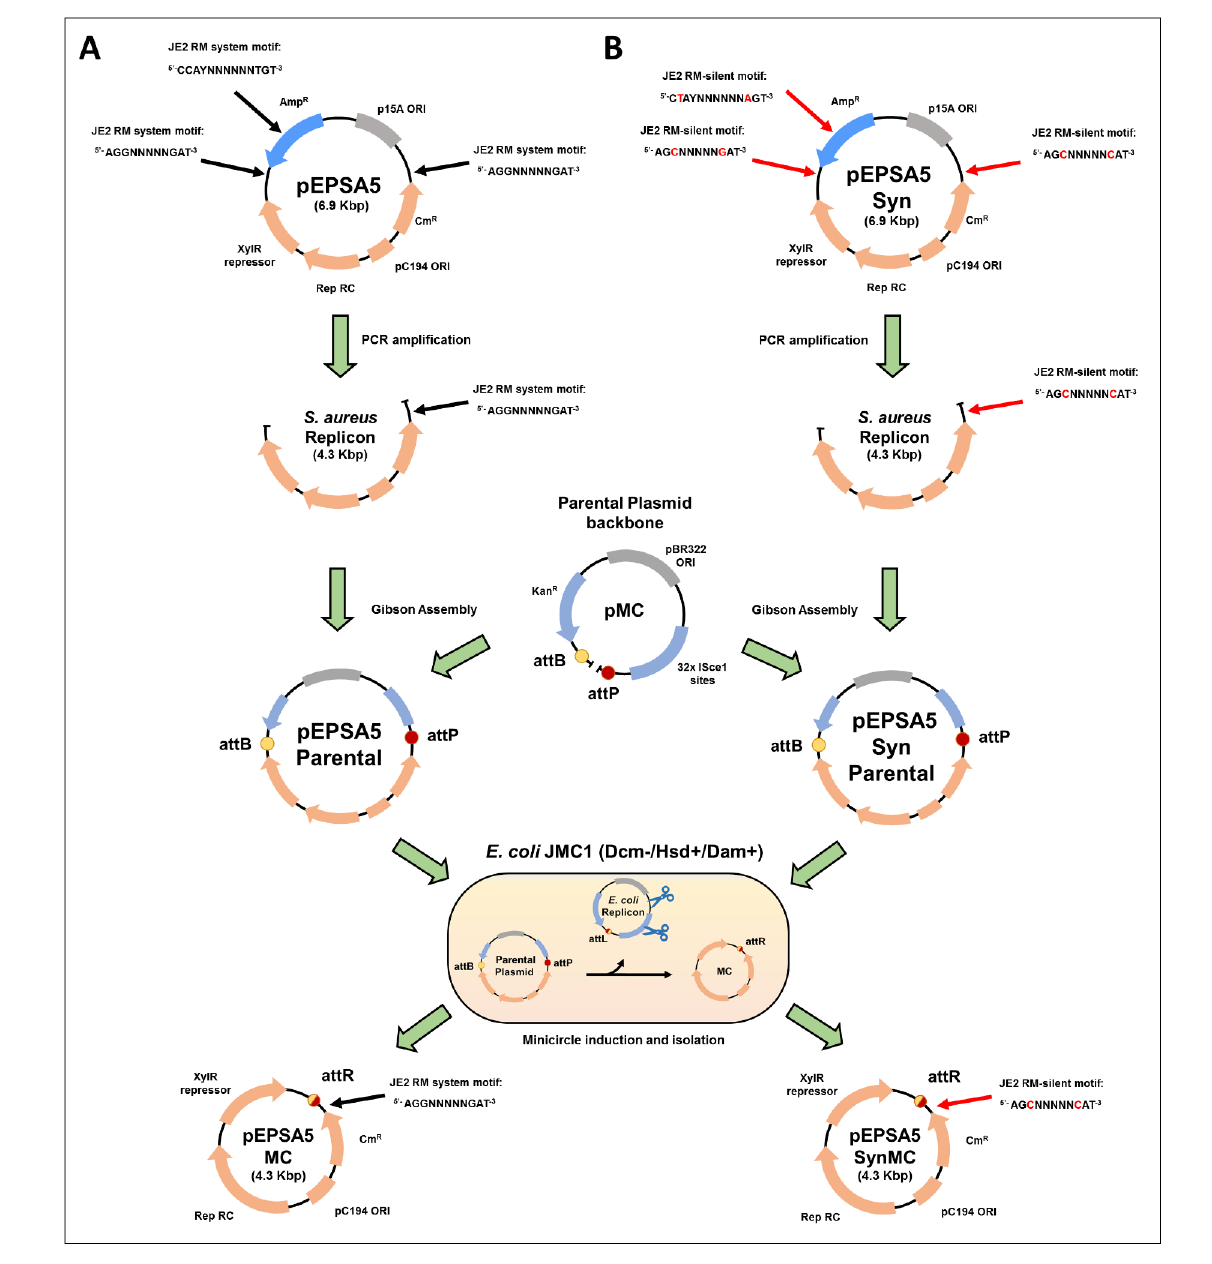 A
JE2 RM system motif:
5'-CCAYNNNNNNTGT-3
AmpR
p15A ORI
JE2 RM system motif:
5'-AGGNNNNNGAT-3
JE2 RM system motif:
5'-AGGNNNNNGAT-3
pEPSA5
(6.9 Kbp)
CmR
XylR
repressor
pC194 ORI
Rep RC
PCR amplification
JE2 RM system motif:
5'-AGGNNNNNGAT-3
S. aureus
Replicon
(4.3 Kbp)
B
JE2 RM-silent motif:
5'-CTAYNNNNNNAGT-3
AmpR
p15A ORI
JE2 RM-silent motif:
5'-AGCNNNNNGAT-3
JE2 RM-silent motif:
5'-AGCNNNNNCAT-3
pEPSA5
Syn
(6.9 Kbp)
CmR
XylR
repressor
pC194 ORI
Rep RC
PCR amplification
JE2 RM-silent motif:
5'-AGCNNNNNCAT-3
S. aureus
Replicon
(4.3 Kbp)
Parental Plasmid
backbone
pBR322
ORI
KanR
pMC
attB
attP
32x ISce1
sites
Gibson Assembly
Gibson Assembly
pEPSA5
Parental
attB
attP
pEPSA5
Syn
Parental
attB
attP
E. coli JMC1 (Dcm-/Hsd+/Dam+)
E. coli
Replicon
attL
attB
Parental
Plasmid
attP
attR
MC
Minicircle induction and isolation
XylR
repressor
attR
JE2 RM system motif:
5'-AGGNNNNNGAT-3
pEPSA5
MC
(4.3 Kbp)
CmR
Rep RC
pC194 ORI
XylR
repressor
attR
JE2 RM-silent motif:
5'-AGCNNNNNCAT-3
pEPSA5
SynMC
(4.3 Kbp)
CmR
Rep RC
pC194 ORI